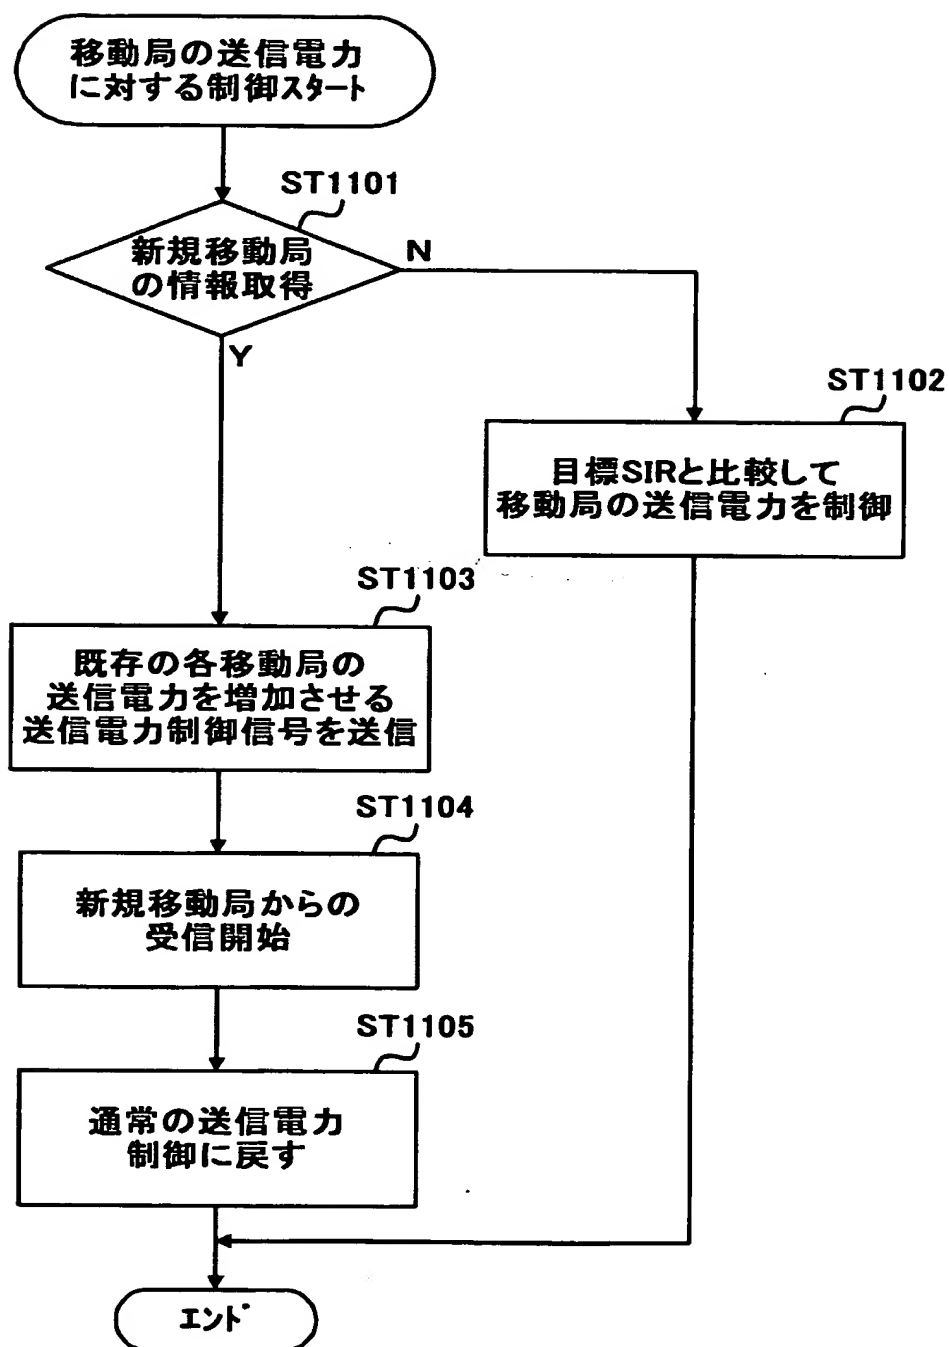 移動局の送信電力
に対する制御スタート
ST1101
新規移動局
の情報取得
N
Y
ST1102
目標SIRと比較して
移動局の送信電力を制御
ST1103
既存の各移動局の
送信電力を増加させる
送信電力制御信号を送信
ST1104
新規移動局からの
受信開始
ST1105
通常の送信電力
制御に戻す
エンド